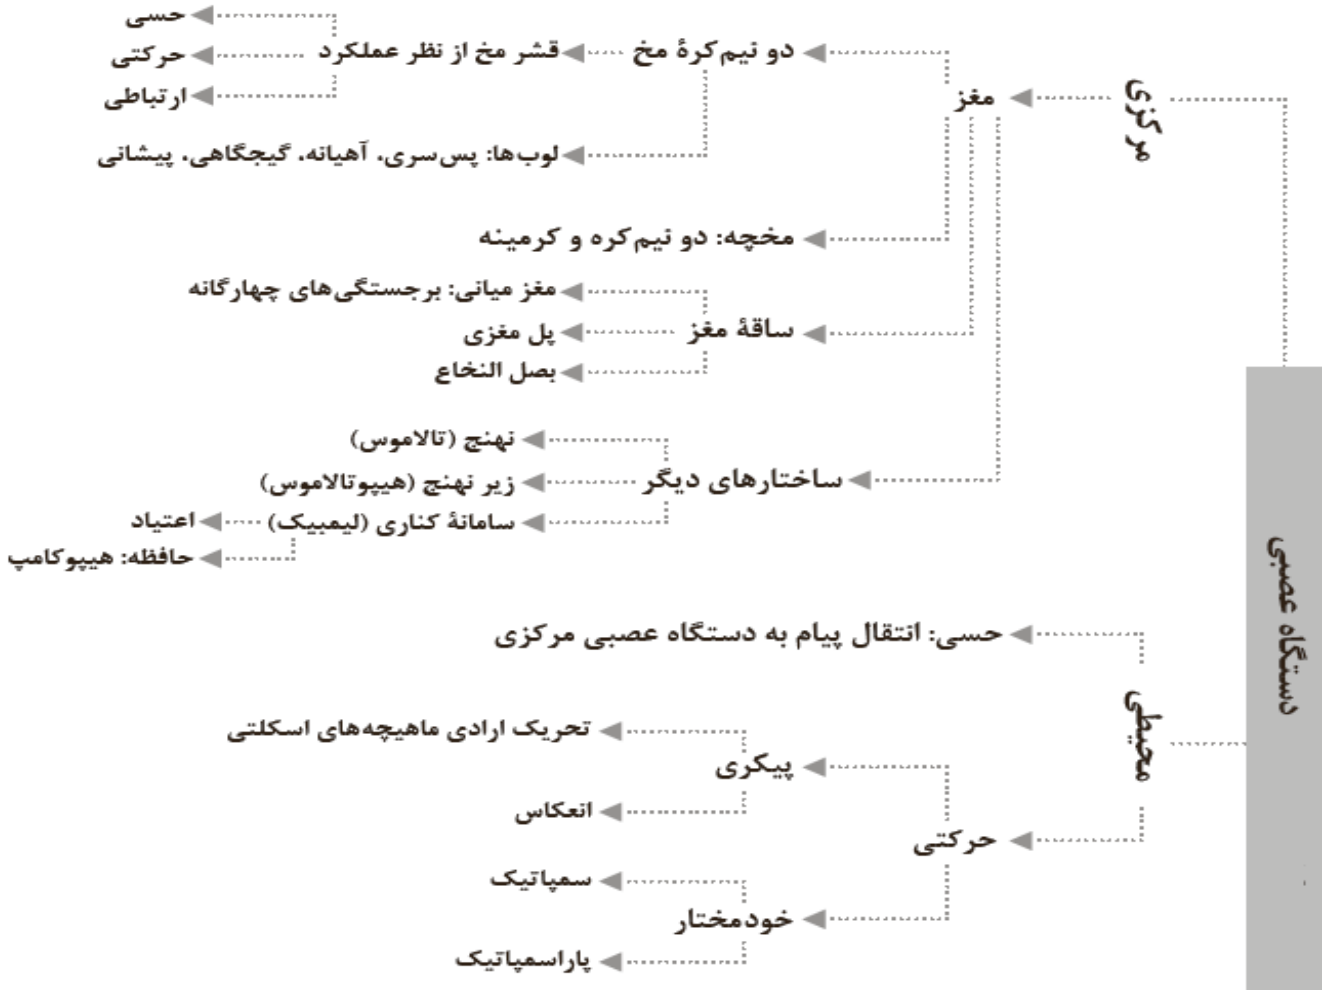 دستگاه عصبی
مرکزی
مغز
دو نیم‌کرهٔ مخ
قشر مخ از نظر عملکرد
حسی
حرکتی
ارتباطی
لوب‌ها: پس‌سری، آهیانه، گیجگاهی، پیشانی
مخچه: دو نیم‌کره و کرمینه
ساقهٔ مغز
مغز میانی: برجستگی‌های چهارگانه
پل مغزی
بصل النخاع
ساختارهای دیگر
نهنج (تالاموس)
زیر نهنج (هیپوتالاموس)
سامانهٔ کناری (لیمبیک)
اعتیاد
حافظه: هیپوکامپ
محیطی
حسی: انتقال پیام به دستگاه عصبی مرکزی
حرکتی
پیکری
تحریک ارادی ماهیچه‌های اسکلتی
انعکاس
خودمختار
سمپاتیک
پاراسمپاتیک